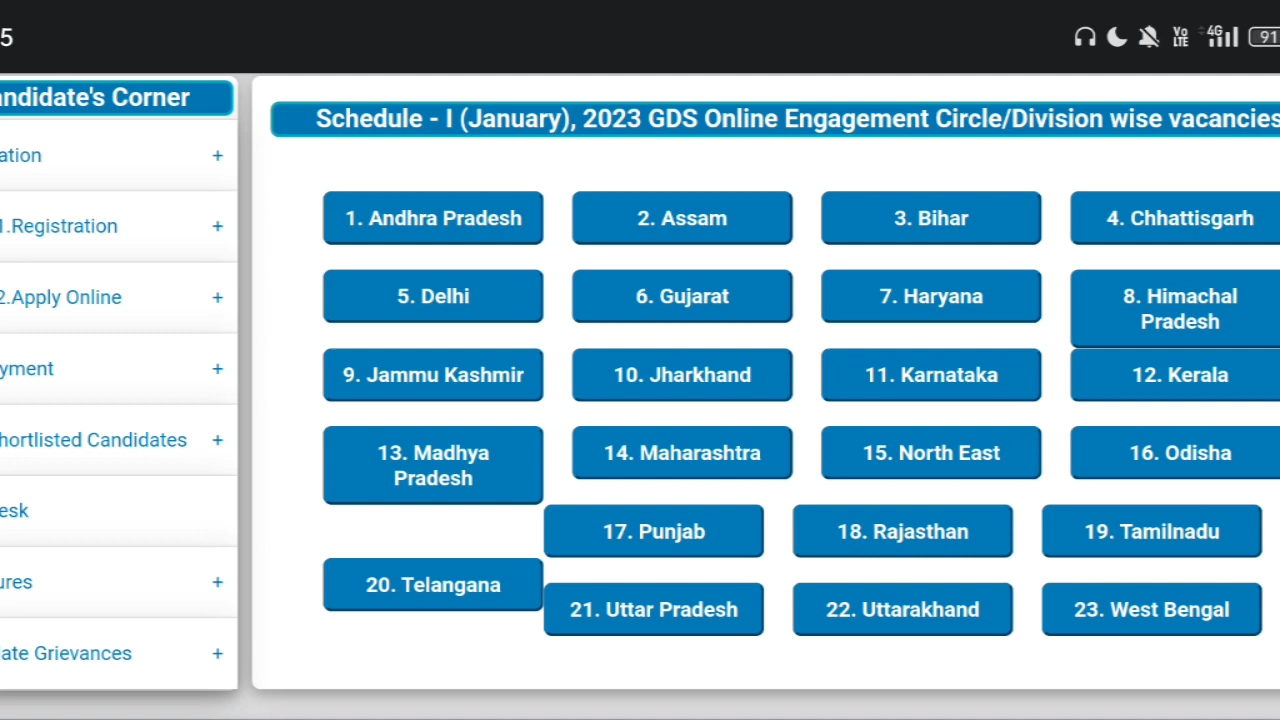 5
Vo LTE 4G 91
andidate's Corner
Schedule - I (January), 2023 GDS Online Engagement Circle/Division wise vacancies
ation +
1.Registration +
2.Apply Online +
yment +
hortlisted Candidates +
esk
ures +
ate Grievances +
1. Andhra Pradesh
2. Assam
3. Bihar
4. Chhattisgarh
5. Delhi
6. Gujarat
7. Haryana
8. Himachal
Pradesh
9. Jammu Kashmir
10. Jharkhand
11. Karnataka
12. Kerala
13. Madhya
Pradesh
14. Maharashtra
15. North East
16. Odisha
17. Punjab
18. Rajasthan
19. Tamilnadu
20. Telangana
21. Uttar Pradesh
22. Uttarakhand
23. West Bengal